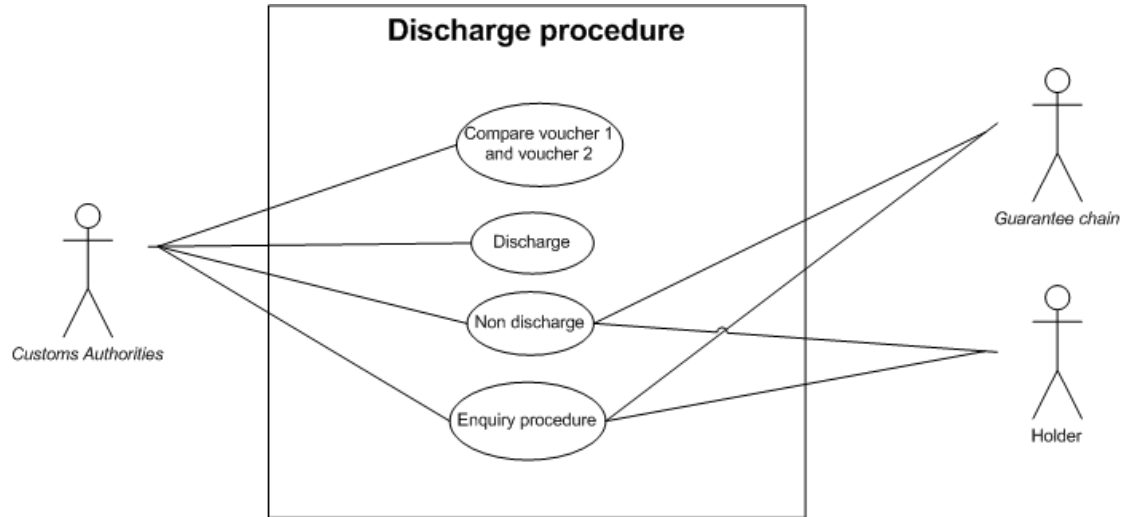 Discharge procedure
Compare voucher 1
and voucher 2
Discharge
Non discharge
Enquiry procedure
Customs Authorities
Guarantee chain
Holder